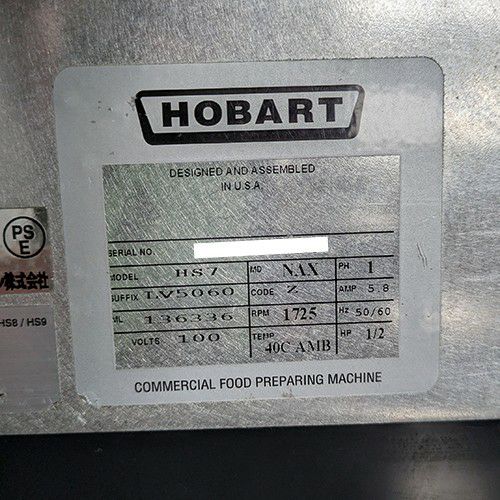 HOBART
DESIGNED AND ASSEMBLED
IN U.S.A.
SERIAL NO.
MODEL HS7 MD NAX PH 1
SUFFIX LV5060 CODE Z AMP 5.8
ML 136336 RPM 1725 Hz 50/60
VOLTS 100 TEMP 40C AMB HP 1/2
COMMERCIAL FOOD PREPARING MACHINE
PS
E
ン株式会社
HS8 / HS9